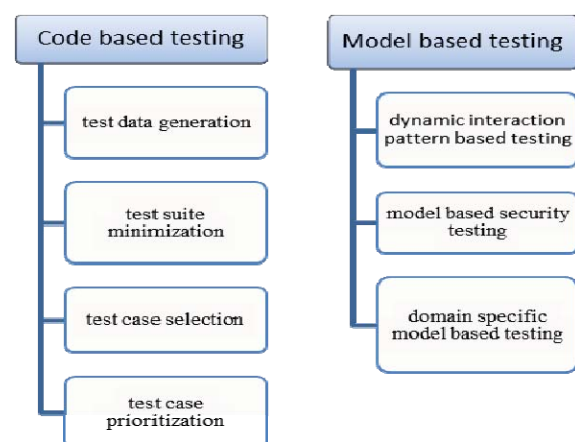 Code based testing
test data generation
test suite
minimization
test case selection
test case
prioritization
Model based testing
dynamic interaction
pattern based testing
model based security
testing
domain specific
model based testing